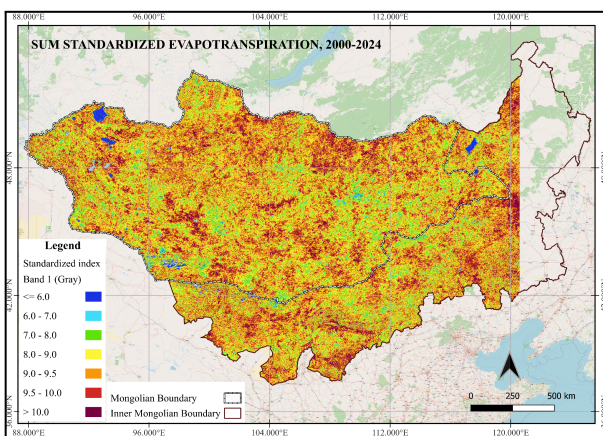 88.000°E 96.000°E 104.000°E 112.000°E 120.000°E
SUM STANDARDIZED EVAPOTRANSPIRATION, 2000-2024
48.000°N
42.000°N
36.000°N
Legend
Standardized index
Band 1 (Gray)
<= 6.0
6.0 - 7.0
7.0 - 8.0
8.0 - 9.0
9.0 - 9.5
9.5 - 10.0
> 10.0
Mongolian Boundary
Inner Mongolian Boundary
0 250 500 km
88.000°E 96.000°E 104.000°E 112.000°E 120.000°E